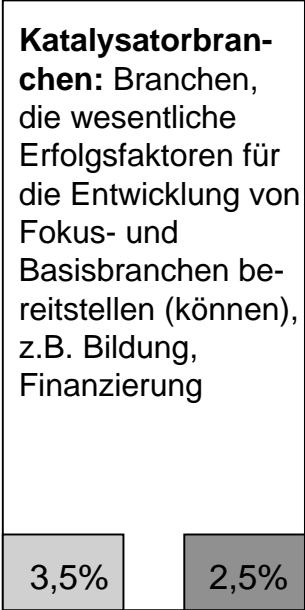 Katalysatorbran-
chen: Branchen,
die wesentliche
Erfolgsfaktoren für
die Entwicklung von
Fokus- und
Basisbranchen be-
reitstellen (können),
z.B. Bildung,
Finanzierung
3,5% 2,5%